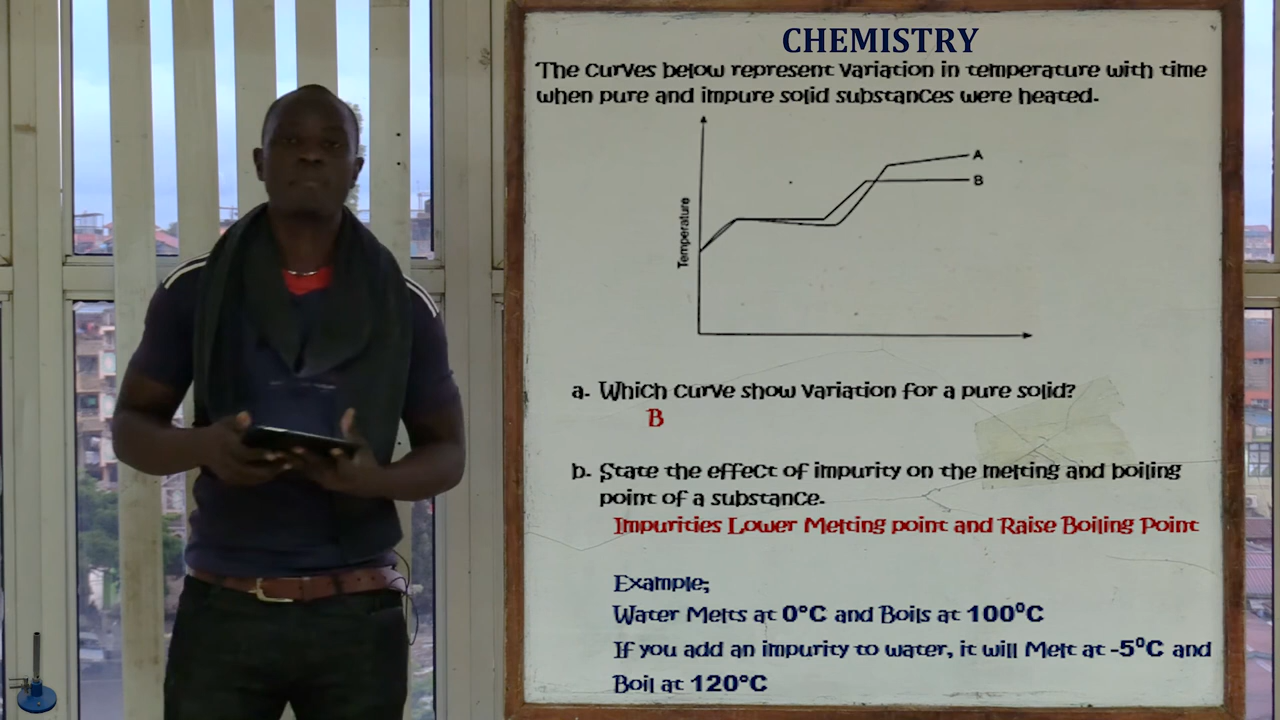 CHEMISTRY
The curves below represent variation in temperature with time
when pure and impure solid substances were heated.
A
B
Temperature
a. Which curve show variation for a pure solid?
B
b. State the effect of impurity on the melting and boiling
point of a substance.
Impurities Lower Melting point and Raise Boiling Point
Example;
Water Melts at 0°C and Boils at 100⁰C
If you add an impurity to water, it will Melt at -5⁰C and
Boil at 120°C